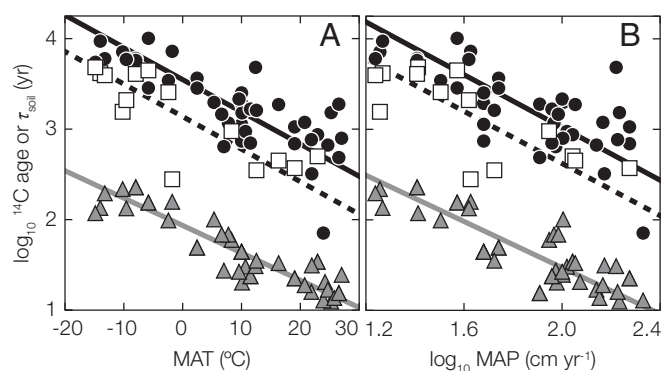 A
B
4
3
2
1
log₁₀ ¹⁴C age or τsoil (yr)
-20 -10 0 10 20 30
1.2 1.6 2.0 2.4
MAT (ºC)
log₁₀ MAP (cm yr⁻¹)